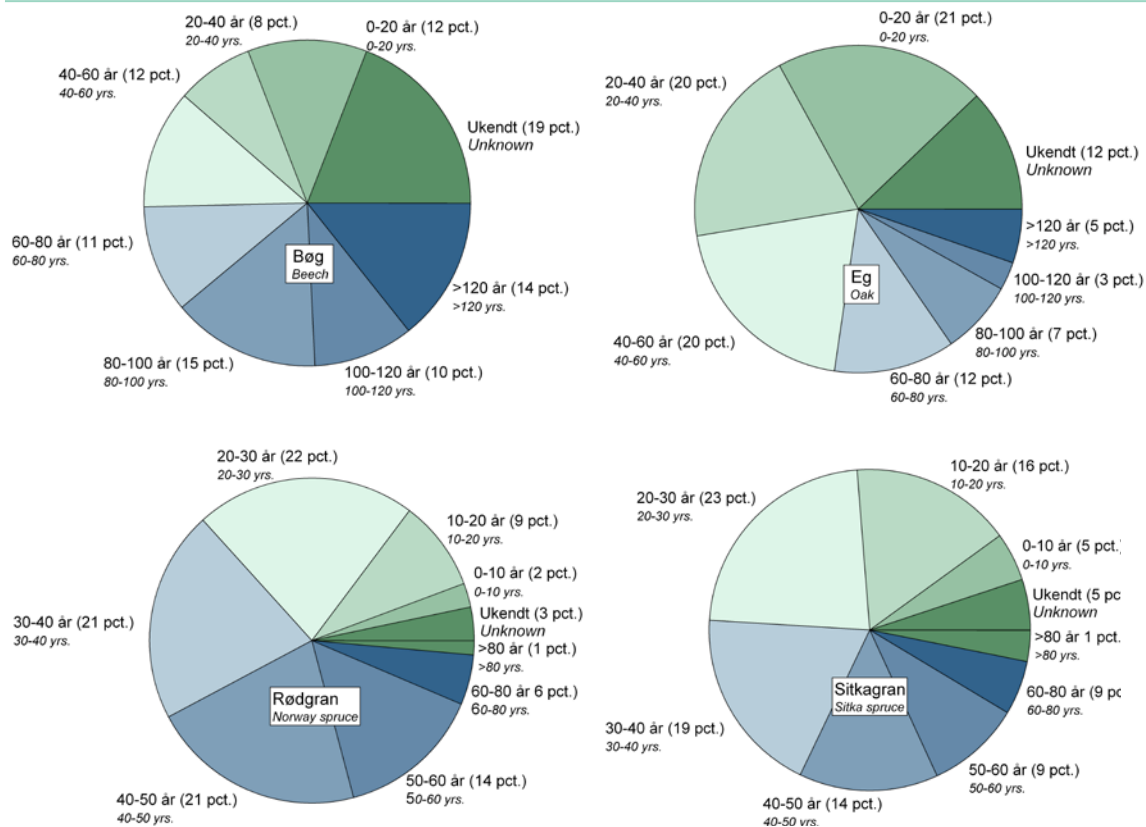 20-40 år (8 pct.)
20-40 yrs.
0-20 år (12 pct.)
0-20 yrs.
40-60 år (12 pct.)
40-60 yrs.
Ukendt (19 pct.)
Unknown
60-80 år (11 pct.)
60-80 yrs.
Bøg
Beech
>120 år (14 pct.)
>120 yrs.
80-100 år (15 pct.)
80-100 yrs.
100-120 år (10 pct.)
100-120 yrs.
0-20 år (21 pct.)
0-20 yrs.
20-40 år (20 pct.)
20-40 yrs.
Ukendt (12 pct.)
Unknown
>120 år (5 pct.)
>120 yrs.
Eg
Oak
100-120 år (3 pct.)
100-120 yrs.
80-100 år (7 pct.)
80-100 yrs.
40-60 år (20 pct.)
40-60 yrs.
60-80 år (12 pct.)
60-80 yrs.
20-30 år (22 pct.)
20-30 yrs.
10-20 år (9 pct.)
10-20 yrs.
0-10 år (2 pct.)
0-10 yrs.
Ukendt (3 pct.)
Unknown
30-40 år (21 pct.)
30-40 yrs.
>80 år (1 pct.)
>80 yrs.
60-80 år 6 pct.)
60-80 yrs.
Rødgran
Norway spruce
50-60 år (14 pct.)
50-60 yrs.
40-50 år (21 pct.)
40-50 yrs.
10-20 år (16 pct.)
10-20 yrs.
20-30 år (23 pct.)
20-30 yrs.
0-10 år (5 pct.
0-10 yrs.
Ukendt (5 pc
Unknown
>80 år 1 pct.
>80 yrs.
60-80 år (9 pc
60-80 yrs.
Sitkagran
Sitka spruce
30-40 år (19 pct.)
30-40 yrs.
50-60 år (9 pct.)
50-60 yrs.
40-50 år (14 pct.)
40-50 yrs.